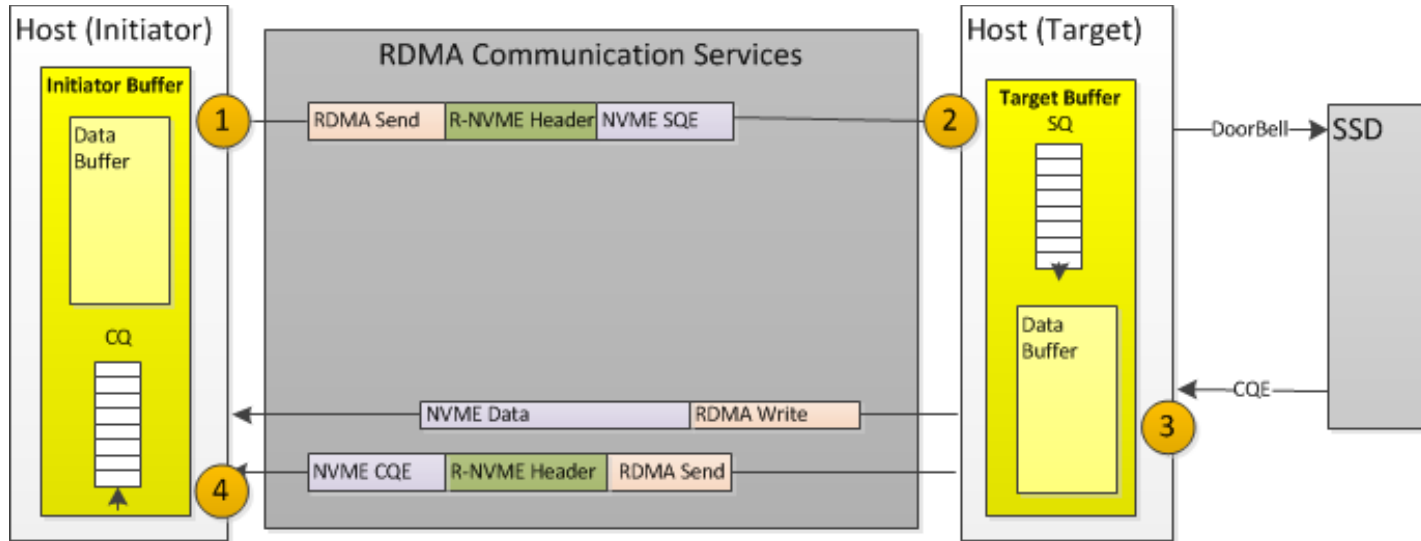 Host (Initiator)
Initiator Buffer
Data
Buffer
CQ
1
4
RDMA Communication Services
RDMA Send
R-NVME Header
NVME SQE
NVME Data
RDMA Write
NVME CQE
R-NVME Header
RDMA Send
Host (Target)
2
Target Buffer
SQ
Data
Buffer
3
DoorBell
SSD
CQE